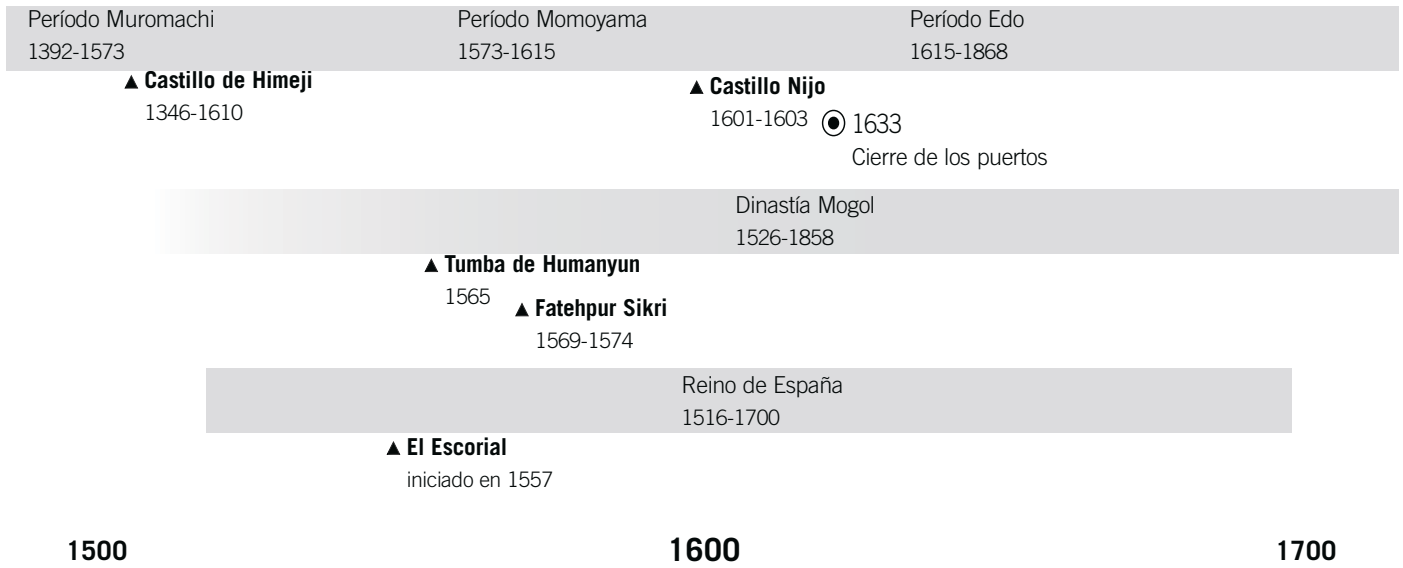 Período Muromachi Período Momoyama Período Edo
1392-1573 1573-1615 1615-1868
▲ Castillo de Himeji ▲ Castillo Nijo
1346-1610 1601-1603 1633
Cierre de los puertos
Dinastía Mogol
1526-1858
▲ Tumba de Humanyun
1565 ▲ Fatehpur Sikri
1569-1574
Reino de España
1516-1700
▲ El Escorial
iniciado en 1557
1500 1600 1700